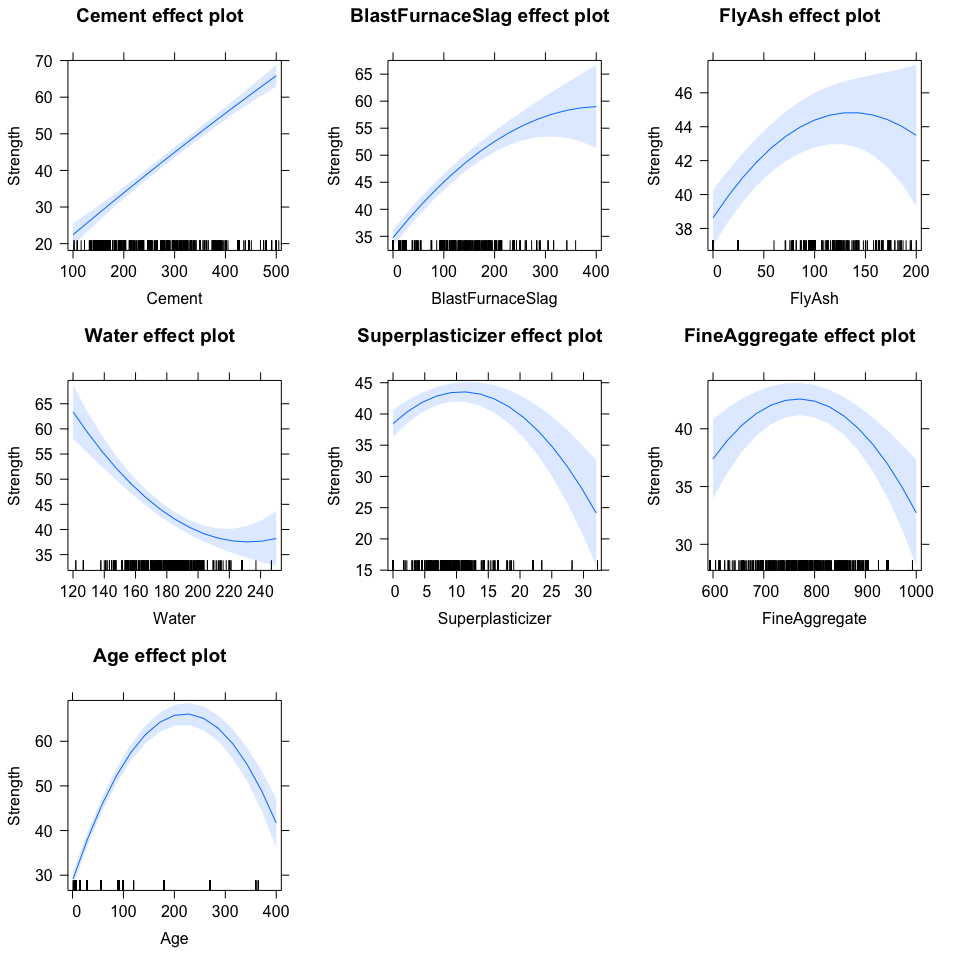 Cement effect plot
Strength
70
60
50
40
30
20
100 200 300 400 500
Cement
BlastFurnaceSlag effect plot
Strength
65
60
55
50
45
40
35
0 100 200 300 400
BlastFurnaceSlag
FlyAsh effect plot
Strength
46
44
42
40
38
0 50 100 150 200
FlyAsh
Water effect plot
Strength
65
60
55
50
45
40
35
120 140 160 180 200 220 240
Water
Superplasticizer effect plot
Strength
45
40
35
30
25
20
15
0 5 10 15 20 25 30
Superplasticizer
FineAggregate effect plot
Strength
40
35
30
600 700 800 900 1000
FineAggregate
Age effect plot
Strength
60
50
40
30
0 100 200 300 400
Age